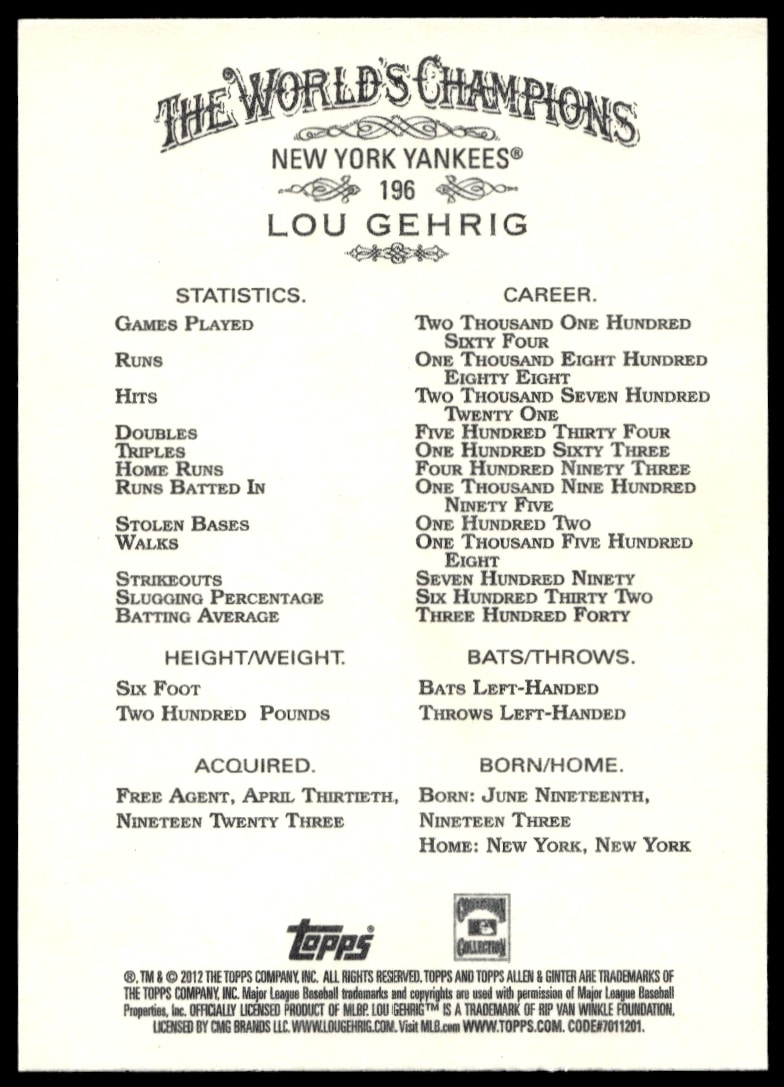 THE WORLD'S CHAMPIONS
NEW YORK YANKEES®
196
LOU GEHRIG
STATISTICS. CAREER.
GAMES PLAYED TWO THOUSAND ONE HUNDRED
SIXTY FOUR
RUNS ONE THOUSAND EIGHT HUNDRED
EIGHTY EIGHT
HITS TWO THOUSAND SEVEN HUNDRED
TWENTY ONE
DOUBLES FIVE HUNDRED THIRTY FOUR
TRIPLES ONE HUNDRED SIXTY THREE
HOME RUNS FOUR HUNDRED NINETY THREE
RUNS BATTED IN ONE THOUSAND NINE HUNDRED
NINETY FIVE
STOLEN BASES ONE HUNDRED TWO
WALKS ONE THOUSAND FIVE HUNDRED
EIGHT
STRIKEOUTS SEVEN HUNDRED NINETY
SLUGGING PERCENTAGE SIX HUNDRED THIRTY TWO
BATTING AVERAGE THREE HUNDRED FORTY
HEIGHT/WEIGHT. BATS/THROWS.
SIX FOOT BATS LEFT-HANDED
TWO HUNDRED POUNDS THROWS LEFT-HANDED
ACQUIRED. BORN/HOME.
FREE AGENT, APRIL THIRTIETH, BORN: JUNE NINETEENTH,
NINETEEN TWENTY THREE NINETEEN THREE
HOME: NEW YORK, NEW YORK
topps® COOPERSTOWN
COLLECTION
®, TM & © 2012 THE TOPPS COMPANY, INC. ALL RIGHTS RESERVED. TOPPS AND TOPPS ALLEN & GINTER ARE TRADEMARKS OF
THE TOPPS COMPANY, INC. Major League Baseball trademarks and copyrights are used with permission of Major League Baseball
Properties, Inc. OFFICIALLY LICENSED PRODUCT OF MLBP. LOU GEHRIG™ IS A TRADEMARK OF RIP VAN WINKLE FOUNDATION,
LICENSED BY CMG BRANDS LLC. WWW.LOUGEHRIG.COM. Visit MLB.com WWW.TOPPS.COM. CODE#7011201.